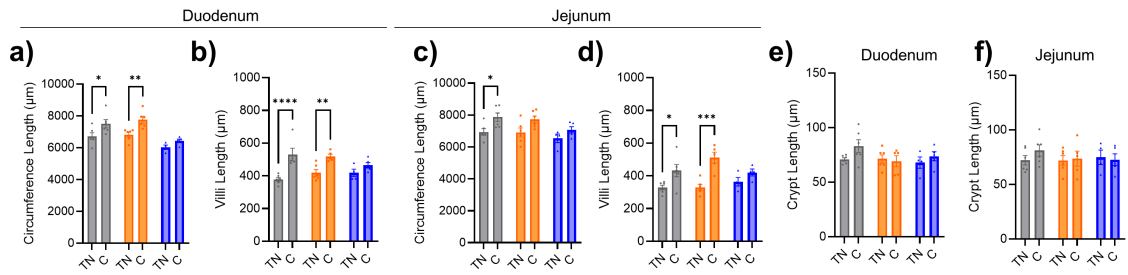 Duodenum
Jejunum
a)
b)
c)
d)
e)
Duodenum
f)
Jejunum
Circumference Length (μm)
10000
8000
6000
4000
2000
0
*
**
TN C TN C TN C
Villi Length (μm)
1000
800
600
400
200
0
****
**
TN C TN C TN C
Circumference Length (μm)
10000
8000
6000
4000
2000
0
*
TN C TN C TN C
Villi Length (μm)
1000
800
600
400
200
0
*
***
TN C TN C TN C
Crypt Length (μm)
150
100
50
0
TN C TN C TN C
Crypt Length (μm)
150
100
50
0
TN C TN C TN C